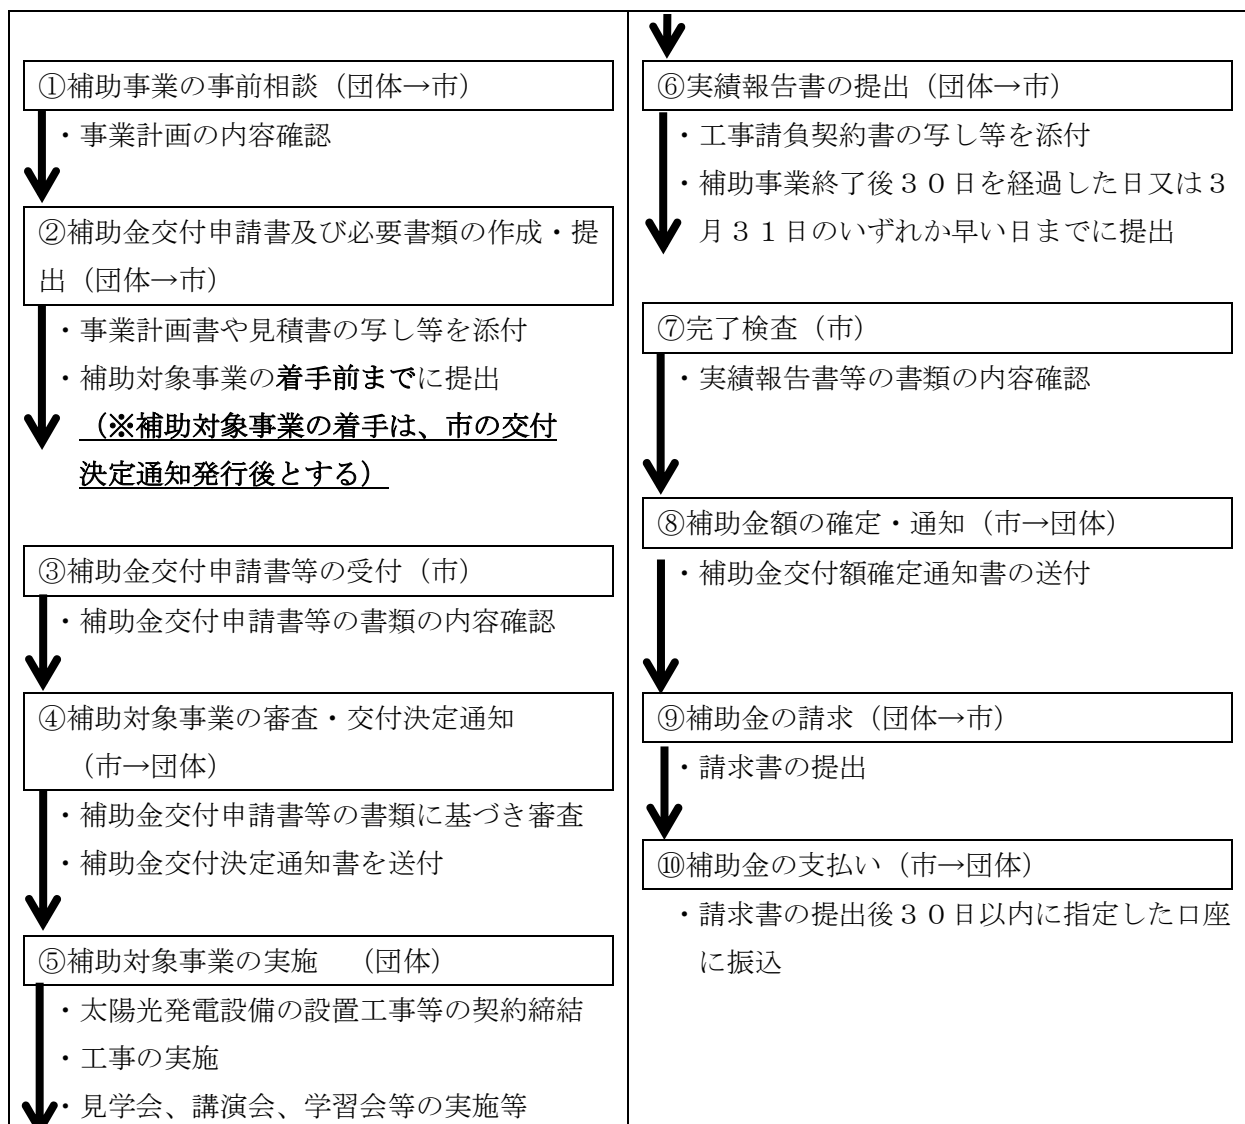 ①補助事業の事前相談（団体→市）
・事業計画の内容確認
②補助金交付申請書及び必要書類の作成・提
出（団体→市）
・事業計画書や見積書の写し等を添付
・補助対象事業の着手前までに提出
（※補助対象事業の着手は、市の交付
決定通知発行後とする）
③補助金交付申請書等の受付（市）
・補助金交付申請書等の書類の内容確認
④補助対象事業の審査・交付決定通知
（市→団体）
・補助金交付申請書等の書類に基づき審査
・補助金交付決定通知書を送付
⑤補助対象事業の実施　（団体）
・太陽光発電設備の設置工事等の契約締結
・工事の実施
・見学会、講演会、学習会等の実施等
⑥実績報告書の提出（団体→市）
・工事請負契約書の写し等を添付
・補助事業終了後３０日を経過した日又は３
月３１日のいずれか早い日までに提出
⑦完了検査（市）
・実績報告書等の書類の内容確認
⑧補助金額の確定・通知（市→団体）
・補助金交付額確定通知書の送付
⑨補助金の請求（団体→市）
・請求書の提出
⑩補助金の支払い（市→団体）
・請求書の提出後３０日以内に指定した口座
に振込